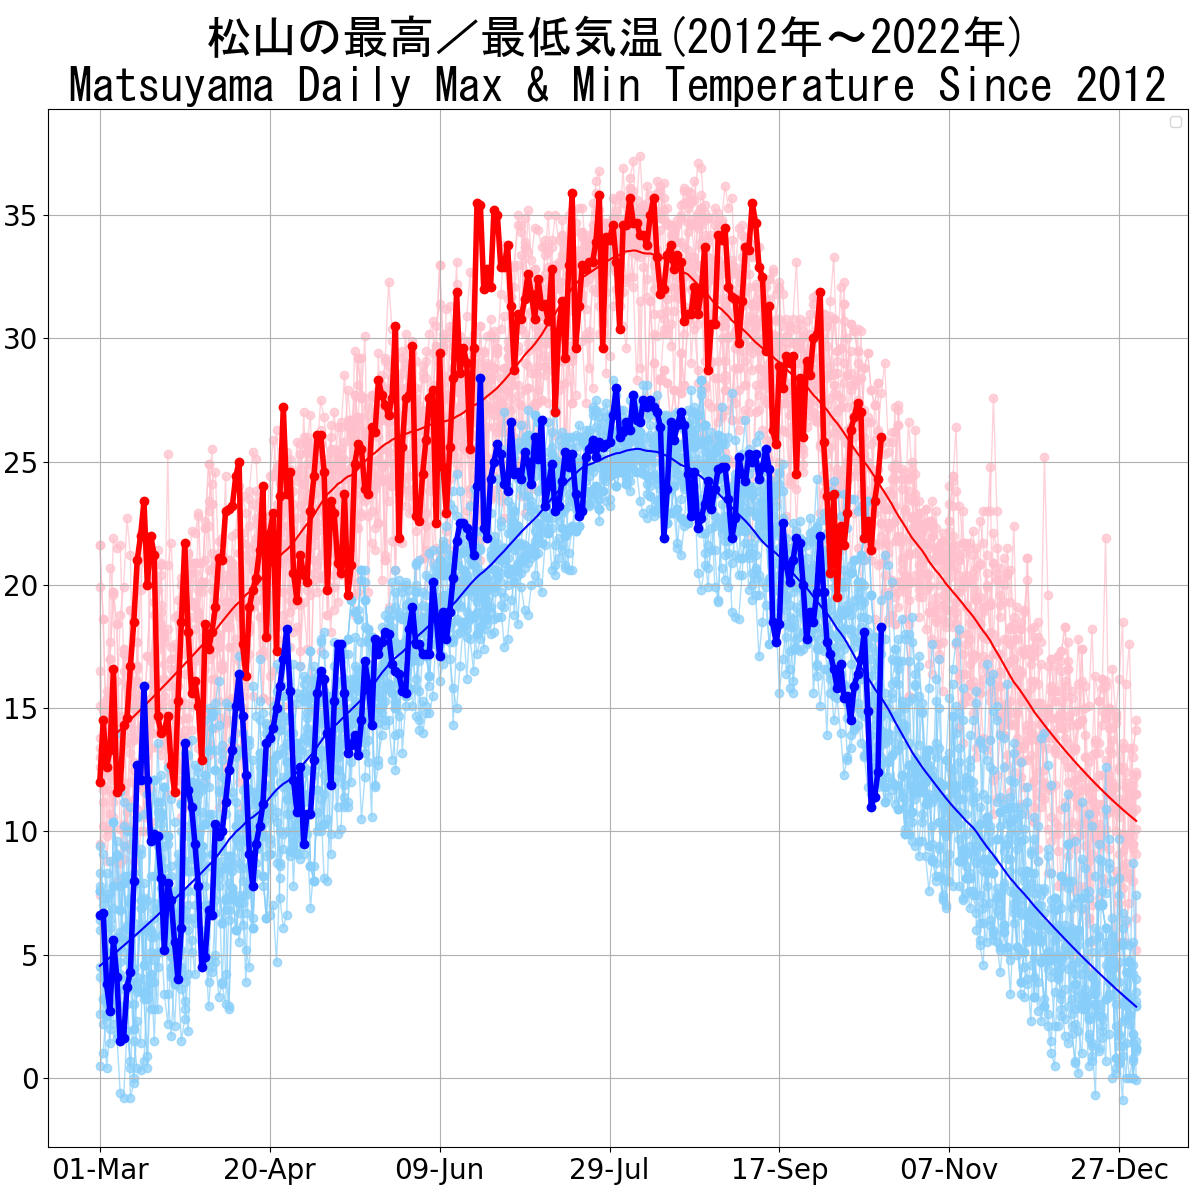 松山の最高／最低気温(2012年～2022年)
Matsuyama Daily Max & Min Temperature Since 2012
35
30
25
20
15
10
5
0
01-Mar 20-Apr 09-Jun 29-Jul 17-Sep 07-Nov 27-Dec